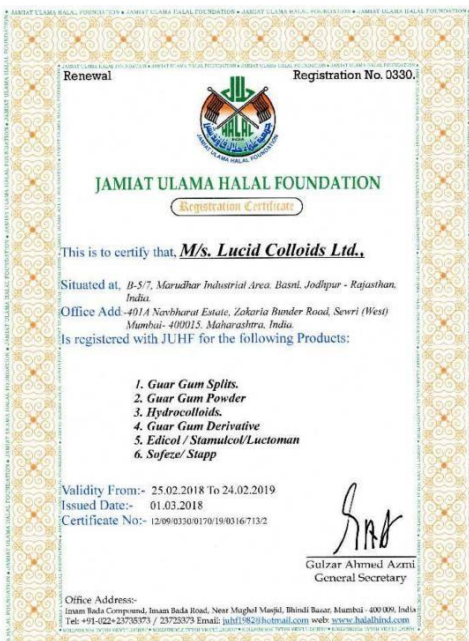 Renewal
Registration No. 0330.
HALAL
JAMIAT ULAMA HALAL FOUNDATION
Registration Certificate
This is to certify that, M/s. Lucid Colloids Ltd.,
Situated at, B-5/7, Marudhar Industrial Area. Basni, Jodhpur - Rajasthan,
India.
Office Add:-401A Navbharat Estate, Zakaria Bunder Road, Sewri (West)
Mumbai- 400015. Maharashtra, India.
Is registered with JUHF for the following Products:
1. Guar Gum Splits.
2. Guar Gum Powder
3. Hydrocolloids.
4. Guar Gum Derivative
5. Edicol / Stamulcol/Luctoman
6. Sofeze/ Stapp
Validity From:- 25.02.2018 To 24.02.2019
Issued Date:- 01.03.2018
Certificate No:- 12/09/0330/0170/19/0316/713/2
Gulzar Ahmed Azmi
General Secretary
Office Address:-
Imam Bada Compound, Imam Bada Road, Near Mughel Masjid, Bhindi Bazar, Mumbai - 400 009, India
Tel: +91-022+23735373 / 23725373 Email: juhf1982@hotmail.com web: www.halalhind.com